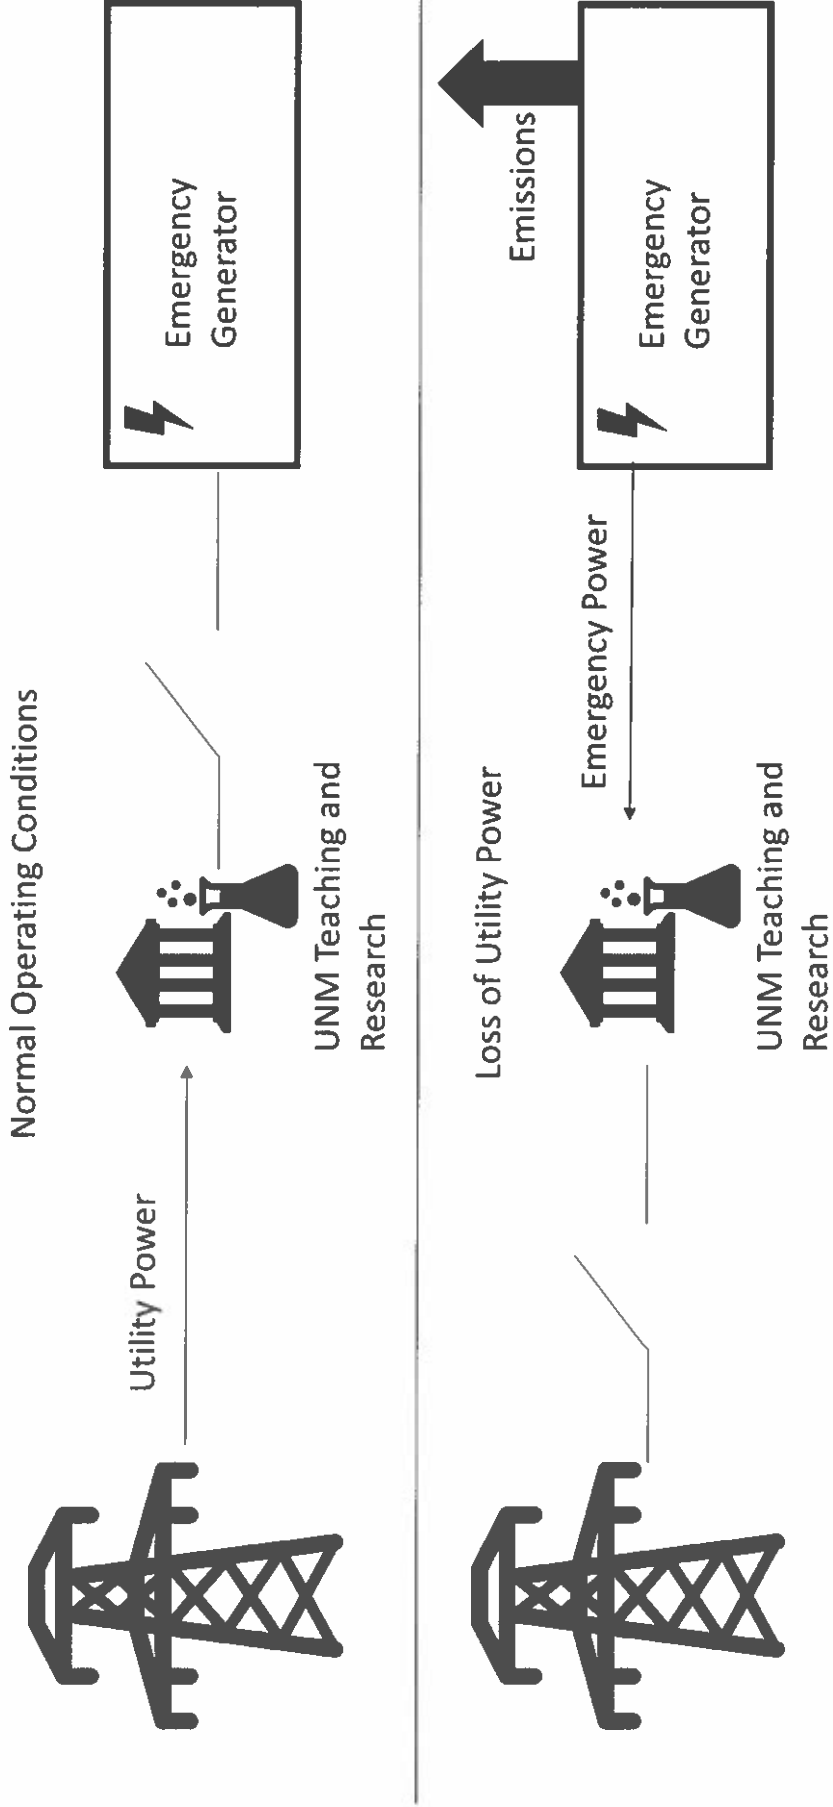 Normal Operating Conditions
Utility Power
UNM Teaching and
Research
Emergency
Generator
Loss of Utility Power
UNM Teaching and
Research
Emergency Power
Emissions
Emergency
Generator